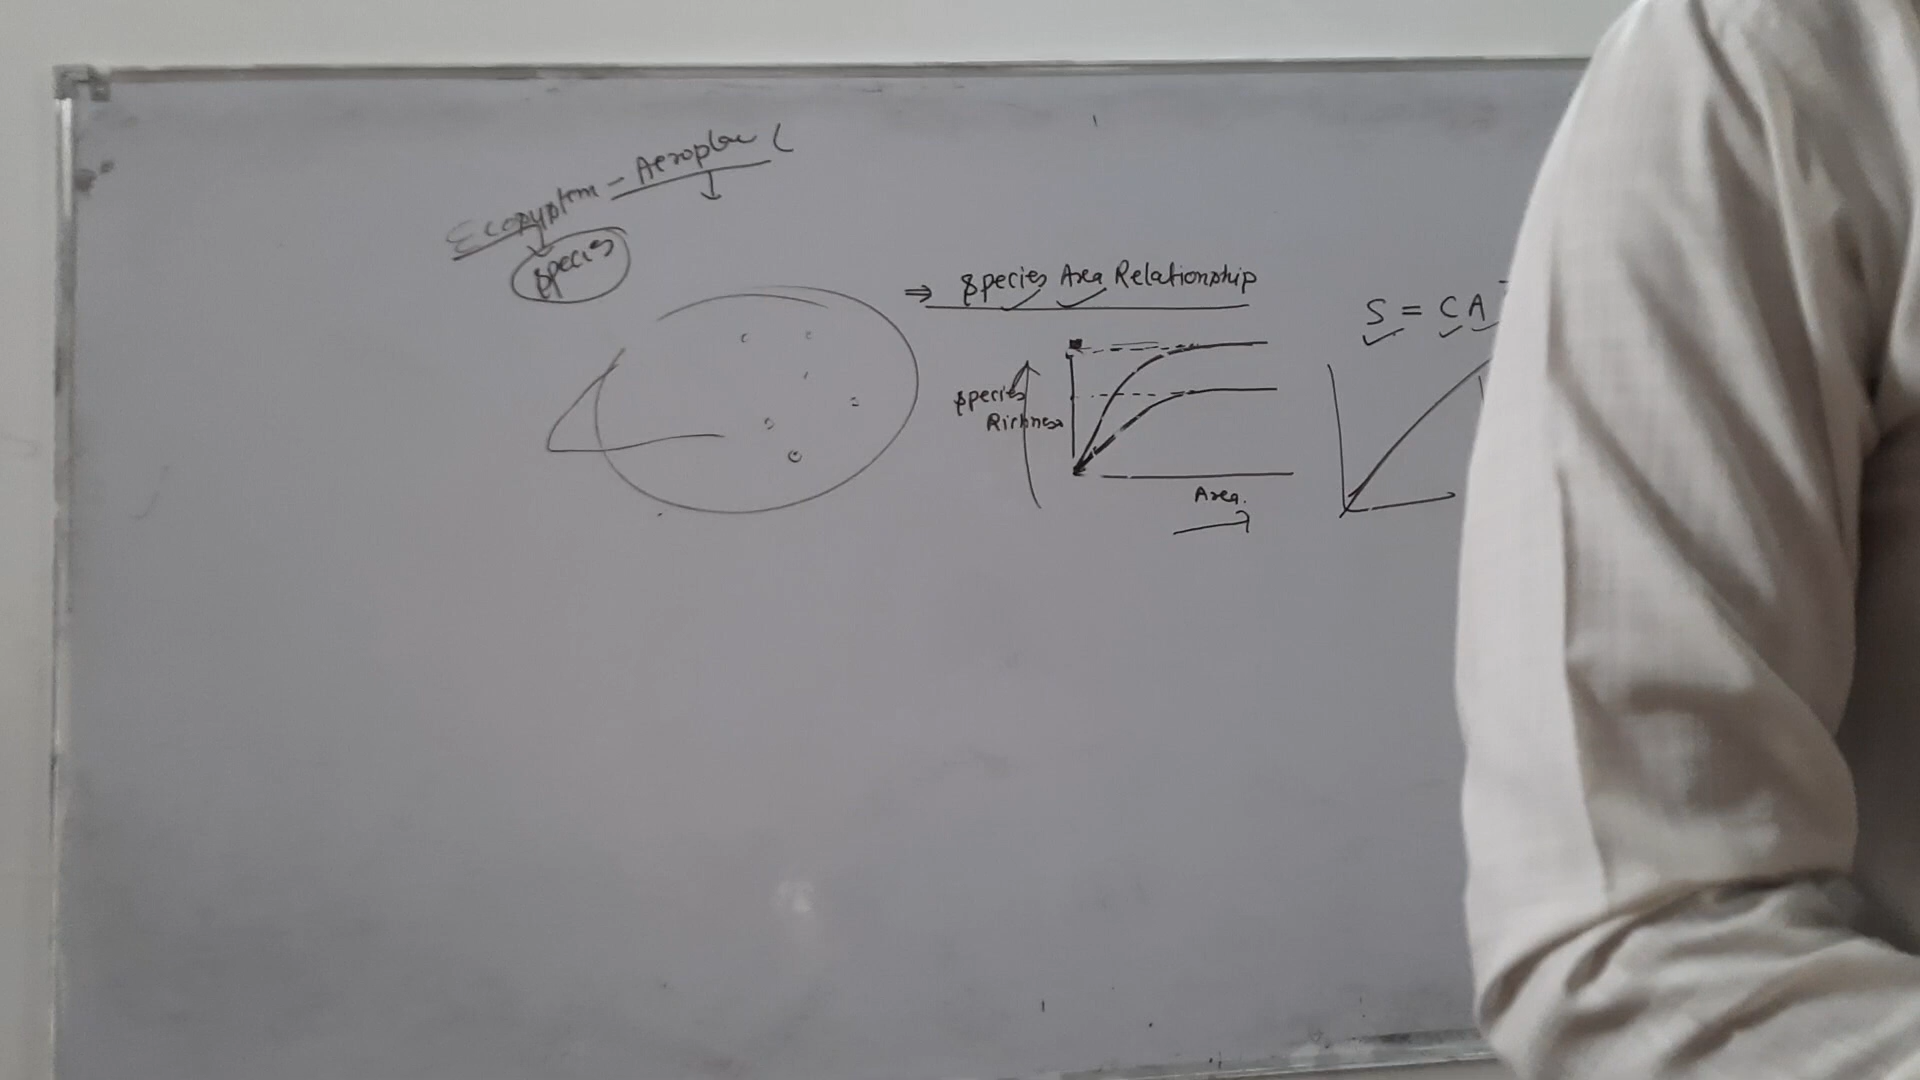 Ecosystem - Aeroplane
species
⇒ Species Area Relationship
S = CA
Species
Richness
Area.